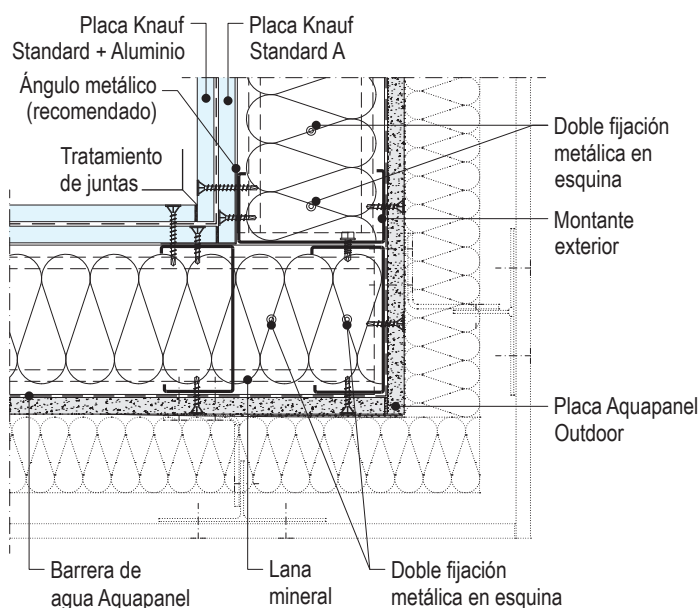 Placa Knauf
Standard + Aluminio
Placa Knauf
Standard A
Ángulo metálico
(recomendado)
Tratamiento
de juntas
Doble fijación
metálica en
esquina
Montante
exterior
Placa Aquapanel
Outdoor
Barrera de
agua Aquapanel
Lana
mineral
Doble fijación
metálica en esquina